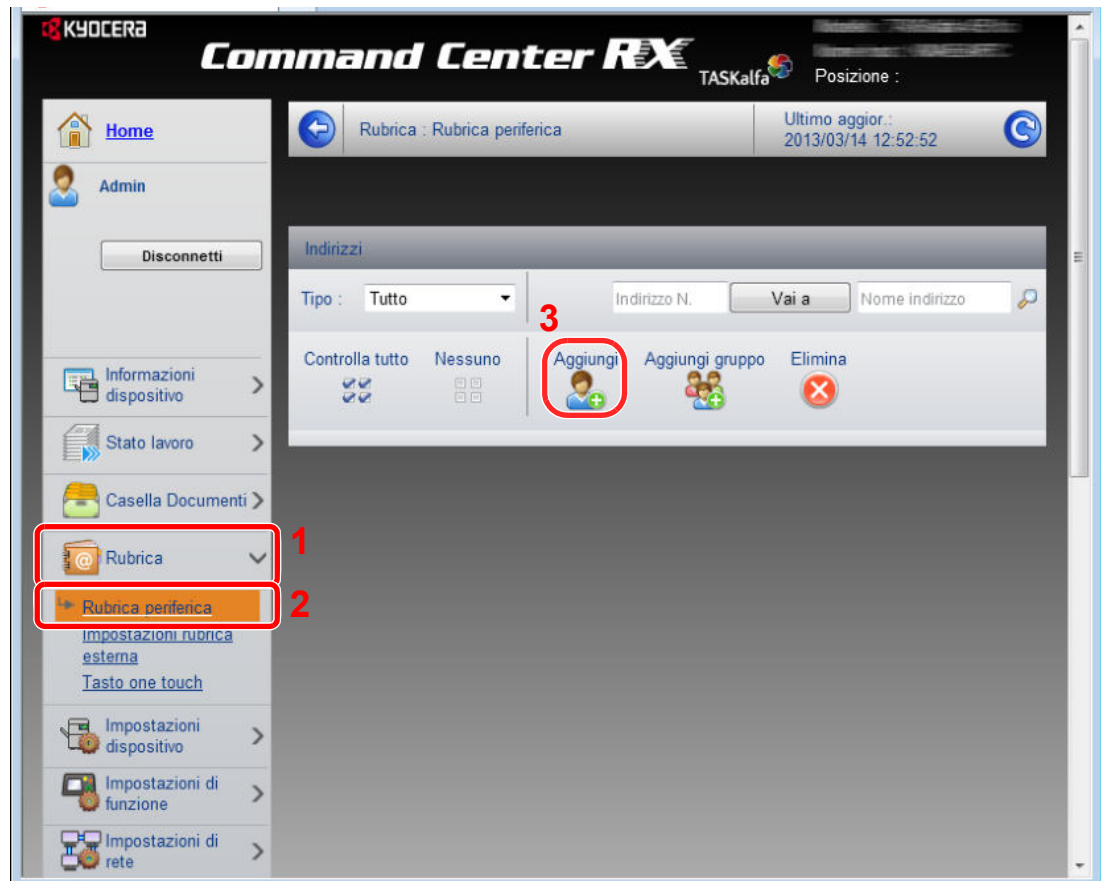 KYOCERA
Command Center RX
TASKalfa
Posizione :
Home
Rubrica : Rubrica periferica
Ultimo aggior.:
2013/03/14 12:52:52
Admin
Disconnetti
Indirizzi
Tipo :
Tutto
Indirizzo N.
Vai a
Nome indirizzo
3
Controlla tutto
Nessuno
Aggiungi
Aggiungi gruppo
Elimina
Informazioni
dispositivo
Stato lavoro
Casella Documenti
1
Rubrica
2
Rubrica periferica
Impostazioni rubrica
esterna
Tasto one touch
Impostazioni
dispositivo
Impostazioni di
funzione
Impostazioni di
rete